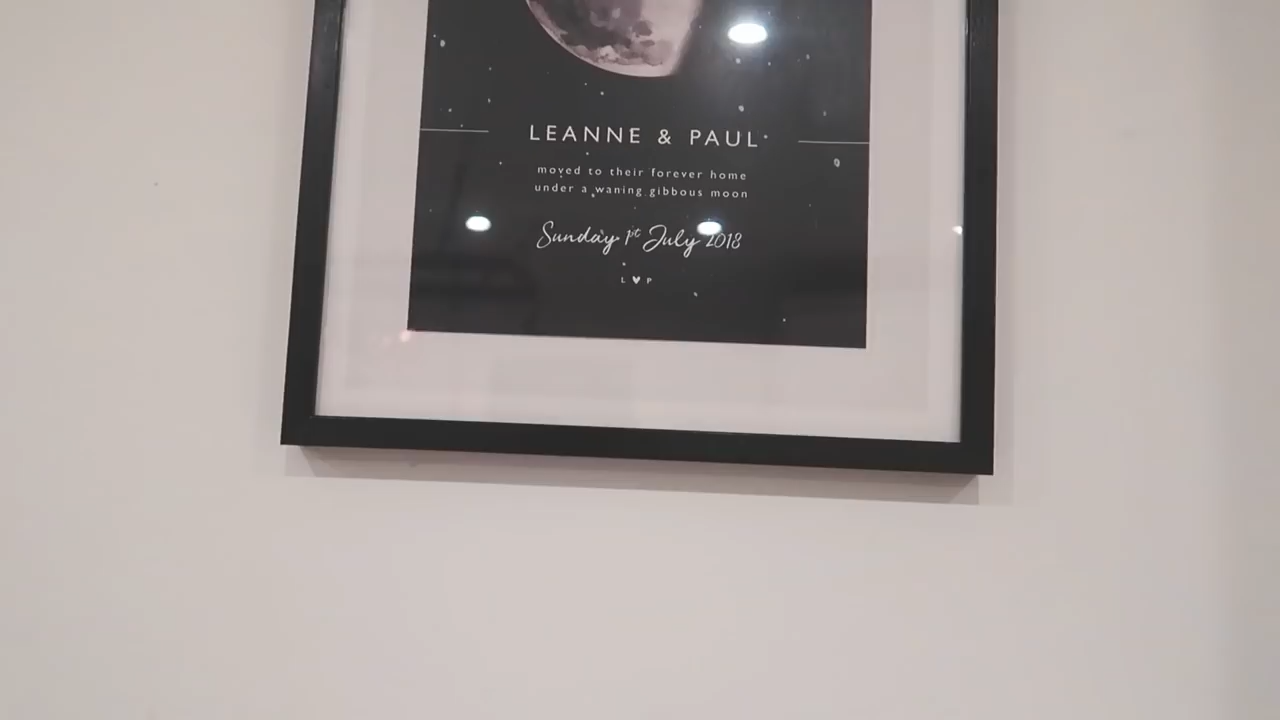 LEANNE & PAUL
moved to their forever home
under a waning gibbous moon
Sunday 1st July 2018
L ♥ P